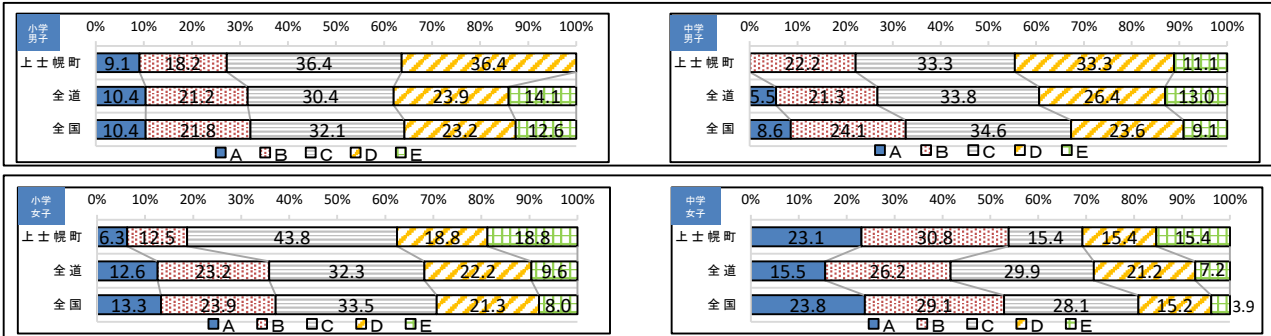 小学
男子
0% 10% 20% 30% 40% 50% 60% 70% 80% 90% 100%
上士幌町 9.1 18.2 36.4 36.4
全道 10.4 21.2 30.4 23.9 14.1
全国 10.4 21.8 32.1 23.2 12.6
A B C D E
中学
男子
0% 10% 20% 30% 40% 50% 60% 70% 80% 90% 100%
上士幌町 22.2 33.3 33.3 11.1
全道 5.5 21.3 33.8 26.4 13.0
全国 8.6 24.1 34.6 23.6 9.1
A B C D E
小学
女子
0% 10% 20% 30% 40% 50% 60% 70% 80% 90% 100%
上士幌町 6.3 12.5 43.8 18.8 18.8
全道 12.6 23.2 32.3 22.2 9.6
全国 13.3 23.9 33.5 21.3 8.0
A B C D E
中学
女子
0% 10% 20% 30% 40% 50% 60% 70% 80% 90% 100%
上士幌町 23.1 30.8 15.4 15.4 15.4
全道 15.5 26.2 29.9 21.2 7.2
全国 23.8 29.1 28.1 15.2 3.9
A B C D E